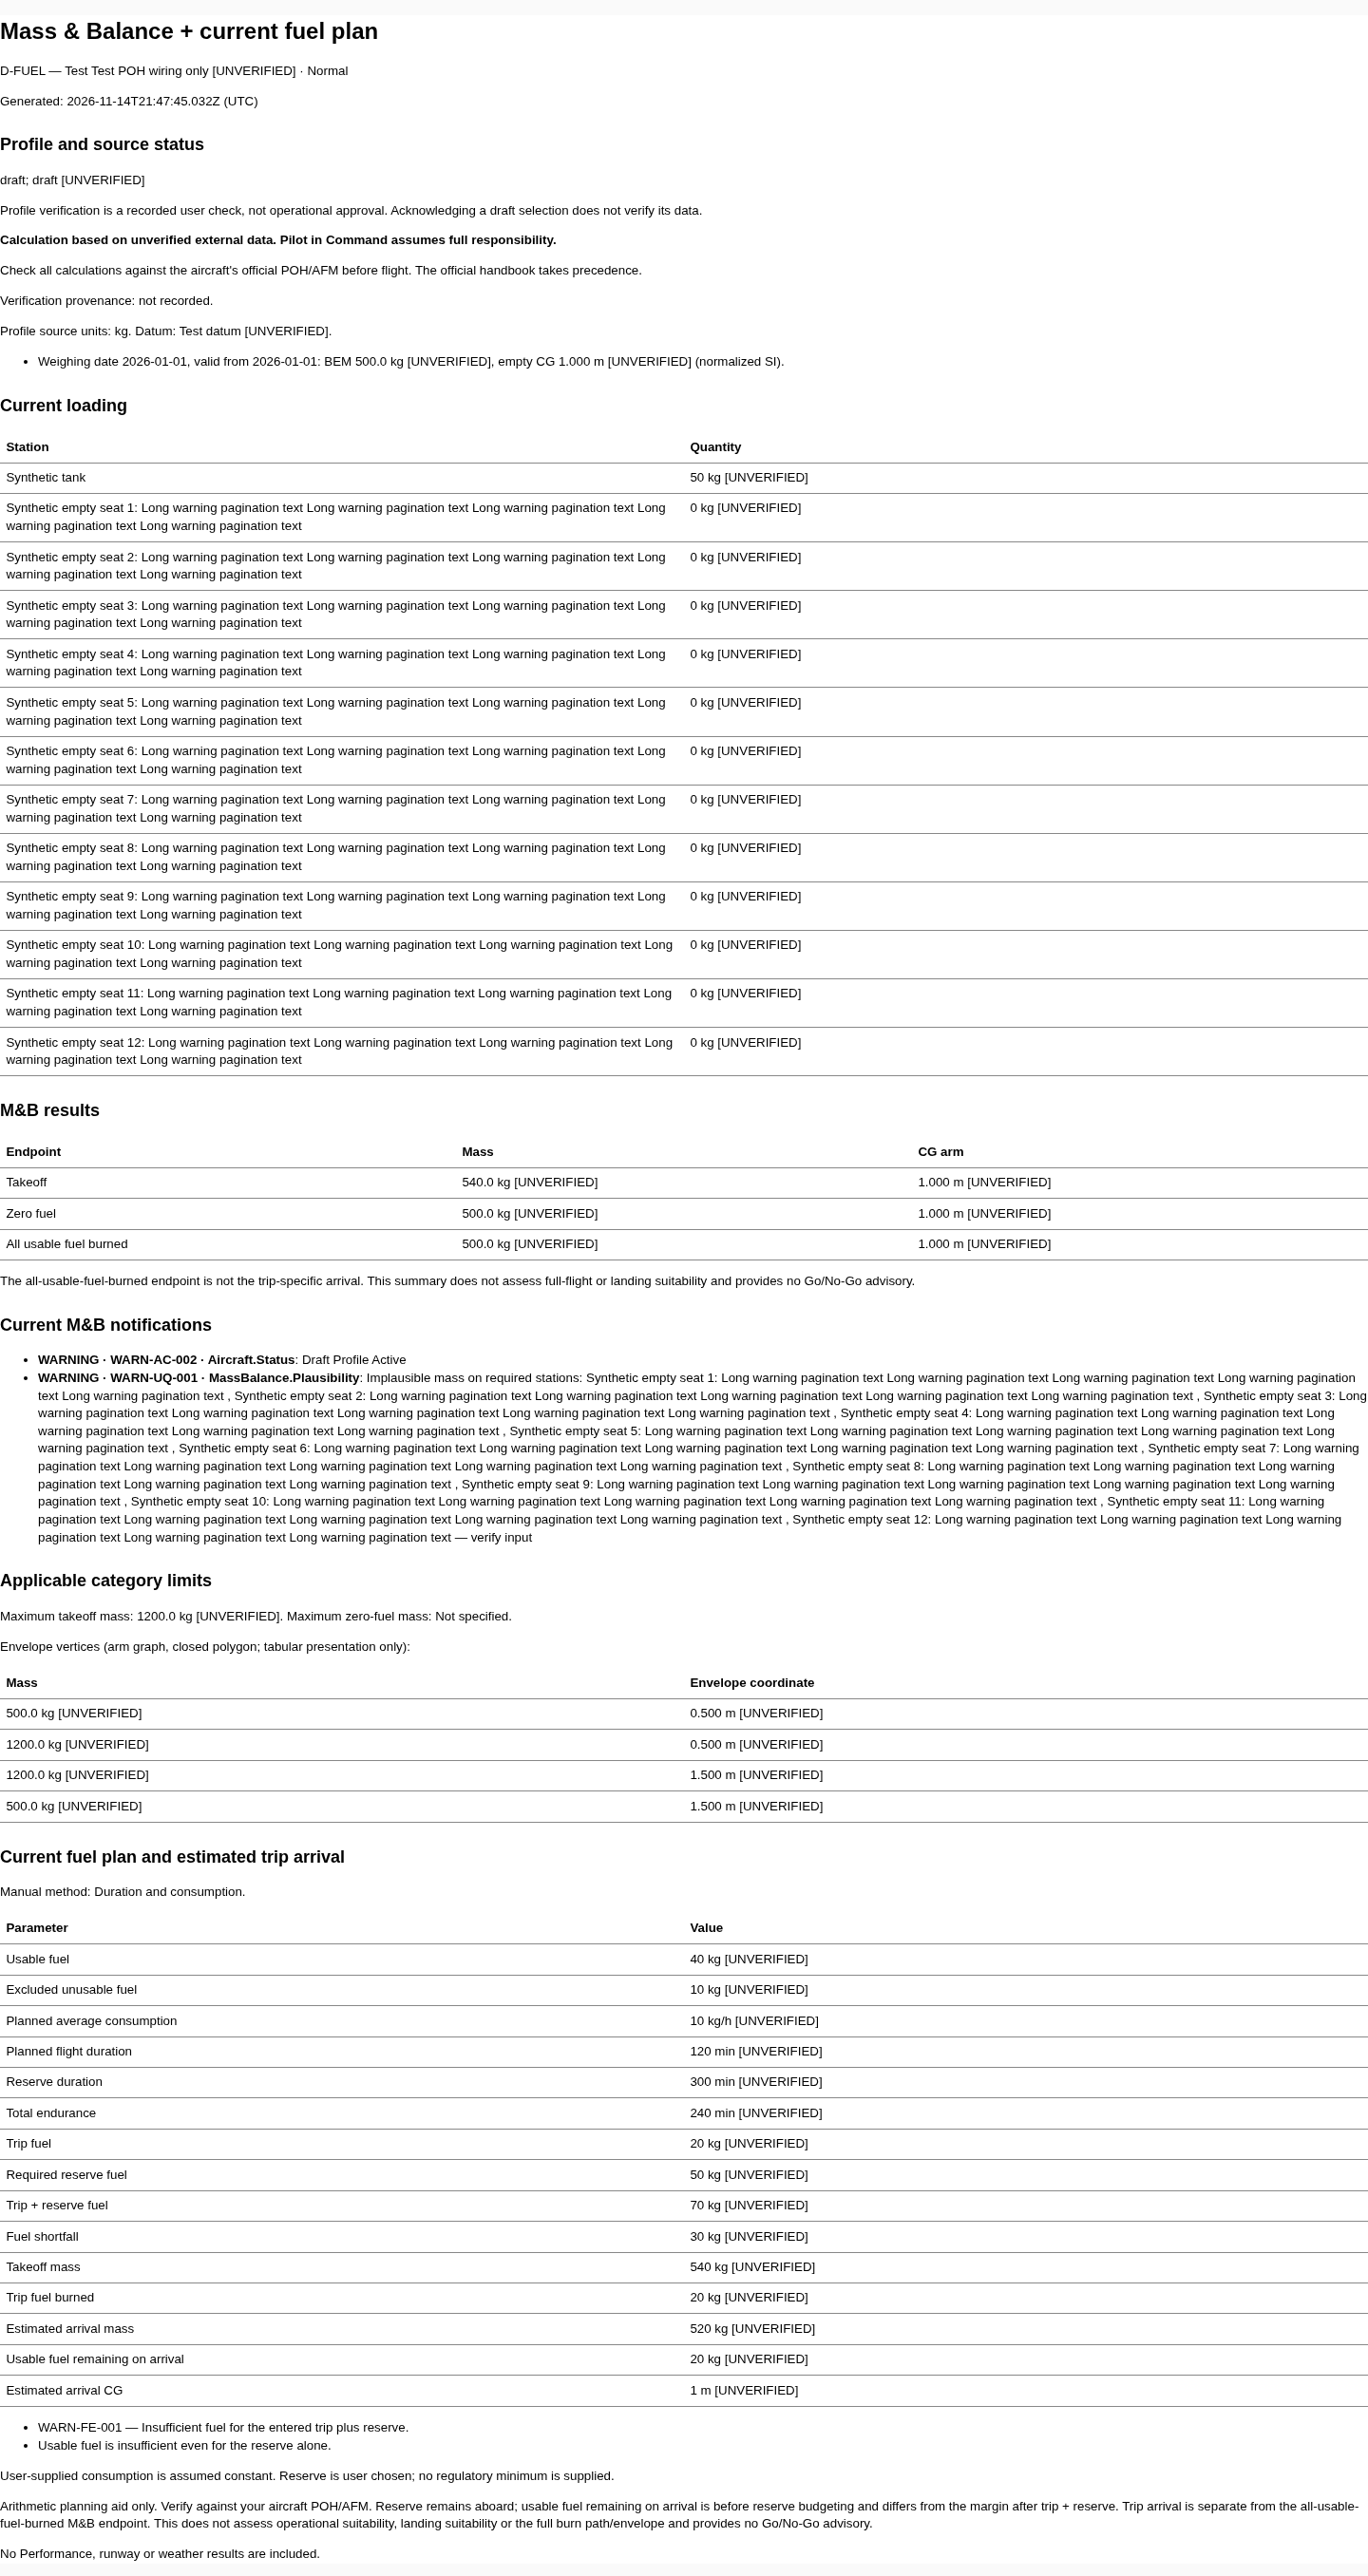 Mass & Balance + current fuel plan
D-FUEL — Test Test POH wiring only [UNVERIFIED] · Normal
Generated: 2026-11-14T21:47:45.032Z (UTC)
Profile and source status
draft; draft [UNVERIFIED]
Profile verification is a recorded user check, not operational approval. Acknowledging a draft selection does not verify its data.
Calculation based on unverified external data. Pilot in Command assumes full responsibility.
Check all calculations against the aircraft's official POH/AFM before flight. The official handbook takes precedence.
Verification provenance: not recorded.
Profile source units: kg. Datum: Test datum [UNVERIFIED].
• Weighing date 2026-01-01, valid from 2026-01-01: BEM 500.0 kg [UNVERIFIED], empty CG 1.000 m [UNVERIFIED] (normalized SI).
Current loading
Station Quantity
Synthetic tank 50 kg [UNVERIFIED]
Synthetic empty seat 1: Long warning pagination text Long warning pagination text Long warning pagination text Long 0 kg [UNVERIFIED]
warning pagination text Long warning pagination text
Synthetic empty seat 2: Long warning pagination text Long warning pagination text Long warning pagination text Long 0 kg [UNVERIFIED]
warning pagination text Long warning pagination text
Synthetic empty seat 3: Long warning pagination text Long warning pagination text Long warning pagination text Long 0 kg [UNVERIFIED]
warning pagination text Long warning pagination text
Synthetic empty seat 4: Long warning pagination text Long warning pagination text Long warning pagination text Long 0 kg [UNVERIFIED]
warning pagination text Long warning pagination text
Synthetic empty seat 5: Long warning pagination text Long warning pagination text Long warning pagination text Long 0 kg [UNVERIFIED]
warning pagination text Long warning pagination text
Synthetic empty seat 6: Long warning pagination text Long warning pagination text Long warning pagination text Long 0 kg [UNVERIFIED]
warning pagination text Long warning pagination text
Synthetic empty seat 7: Long warning pagination text Long warning pagination text Long warning pagination text Long 0 kg [UNVERIFIED]
warning pagination text Long warning pagination text
Synthetic empty seat 8: Long warning pagination text Long warning pagination text Long warning pagination text Long 0 kg [UNVERIFIED]
warning pagination text Long warning pagination text
Synthetic empty seat 9: Long warning pagination text Long warning pagination text Long warning pagination text Long 0 kg [UNVERIFIED]
warning pagination text Long warning pagination text
Synthetic empty seat 10: Long warning pagination text Long warning pagination text Long warning pagination text Long 0 kg [UNVERIFIED]
warning pagination text Long warning pagination text
Synthetic empty seat 11: Long warning pagination text Long warning pagination text Long warning pagination text Long 0 kg [UNVERIFIED]
warning pagination text Long warning pagination text
Synthetic empty seat 12: Long warning pagination text Long warning pagination text Long warning pagination text Long 0 kg [UNVERIFIED]
warning pagination text Long warning pagination text
M&B results
Endpoint Mass CG arm
Takeoff 540.0 kg [UNVERIFIED] 1.000 m [UNVERIFIED]
Zero fuel 500.0 kg [UNVERIFIED] 1.000 m [UNVERIFIED]
All usable fuel burned 500.0 kg [UNVERIFIED] 1.000 m [UNVERIFIED]
The all-usable-fuel-burned endpoint is not the trip-specific arrival. This summary does not assess full-flight or landing suitability and provides no Go/No-Go advisory.
Current M&B notifications
• WARNING · WARN-AC-002 · Aircraft.Status: Draft Profile Active
• WARNING · WARN-UQ-001 · MassBalance.Plausibility: Implausible mass on required stations: Synthetic empty seat 1: Long warning pagination text Long warning pagination text Long warning pagination text Long warning pagination
text Long warning pagination text , Synthetic empty seat 2: Long warning pagination text Long warning pagination text Long warning pagination text Long warning pagination text Long warning pagination text , Synthetic empty seat 3: Long
warning pagination text Long warning pagination text Long warning pagination text Long warning pagination text Long warning pagination text , Synthetic empty seat 4: Long warning pagination text Long warning pagination text Long
warning pagination text Long warning pagination text Long warning pagination text , Synthetic empty seat 5: Long warning pagination text Long warning pagination text Long warning pagination text Long warning pagination text Long
warning pagination text , Synthetic empty seat 6: Long warning pagination text Long warning pagination text Long warning pagination text Long warning pagination text Long warning pagination text , Synthetic empty seat 7: Long warning
pagination text Long warning pagination text Long warning pagination text Long warning pagination text Long warning pagination text , Synthetic empty seat 8: Long warning pagination text Long warning pagination text Long warning
pagination text Long warning pagination text Long warning pagination text , Synthetic empty seat 9: Long warning pagination text Long warning pagination text Long warning pagination text Long warning pagination text Long warning
pagination text , Synthetic empty seat 10: Long warning pagination text Long warning pagination text Long warning pagination text Long warning pagination text Long warning pagination text , Synthetic empty seat 11: Long warning
pagination text Long warning pagination text Long warning pagination text Long warning pagination text Long warning pagination text , Synthetic empty seat 12: Long warning pagination text Long warning pagination text Long warning
pagination text Long warning pagination text Long warning pagination text — verify input
Applicable category limits
Maximum takeoff mass: 1200.0 kg [UNVERIFIED]. Maximum zero-fuel mass: Not specified.
Envelope vertices (arm graph, closed polygon; tabular presentation only):
Mass Envelope coordinate
500.0 kg [UNVERIFIED] 0.500 m [UNVERIFIED]
1200.0 kg [UNVERIFIED] 0.500 m [UNVERIFIED]
1200.0 kg [UNVERIFIED] 1.500 m [UNVERIFIED]
500.0 kg [UNVERIFIED] 1.500 m [UNVERIFIED]
Current fuel plan and estimated trip arrival
Manual method: Duration and consumption.
Parameter Value
Usable fuel 40 kg [UNVERIFIED]
Excluded unusable fuel 10 kg [UNVERIFIED]
Planned average consumption 10 kg/h [UNVERIFIED]
Planned flight duration 120 min [UNVERIFIED]
Reserve duration 300 min [UNVERIFIED]
Total endurance 240 min [UNVERIFIED]
Trip fuel 20 kg [UNVERIFIED]
Required reserve fuel 50 kg [UNVERIFIED]
Trip + reserve fuel 70 kg [UNVERIFIED]
Fuel shortfall 30 kg [UNVERIFIED]
Takeoff mass 540 kg [UNVERIFIED]
Trip fuel burned 20 kg [UNVERIFIED]
Estimated arrival mass 520 kg [UNVERIFIED]
Usable fuel remaining on arrival 20 kg [UNVERIFIED]
Estimated arrival CG 1 m [UNVERIFIED]
• WARN-FE-001 — Insufficient fuel for the entered trip plus reserve.
• Usable fuel is insufficient even for the reserve alone.
User-supplied consumption is assumed constant. Reserve is user chosen; no regulatory minimum is supplied.
Arithmetic planning aid only. Verify against your aircraft POH/AFM. Reserve remains aboard; usable fuel remaining on arrival is before reserve budgeting and differs from the margin after trip + reserve. Trip arrival is separate from the all-usable-
fuel-burned M&B endpoint. This does not assess operational suitability, landing suitability or the full burn path/envelope and provides no Go/No-Go advisory.
No Performance, runway or weather results are included.